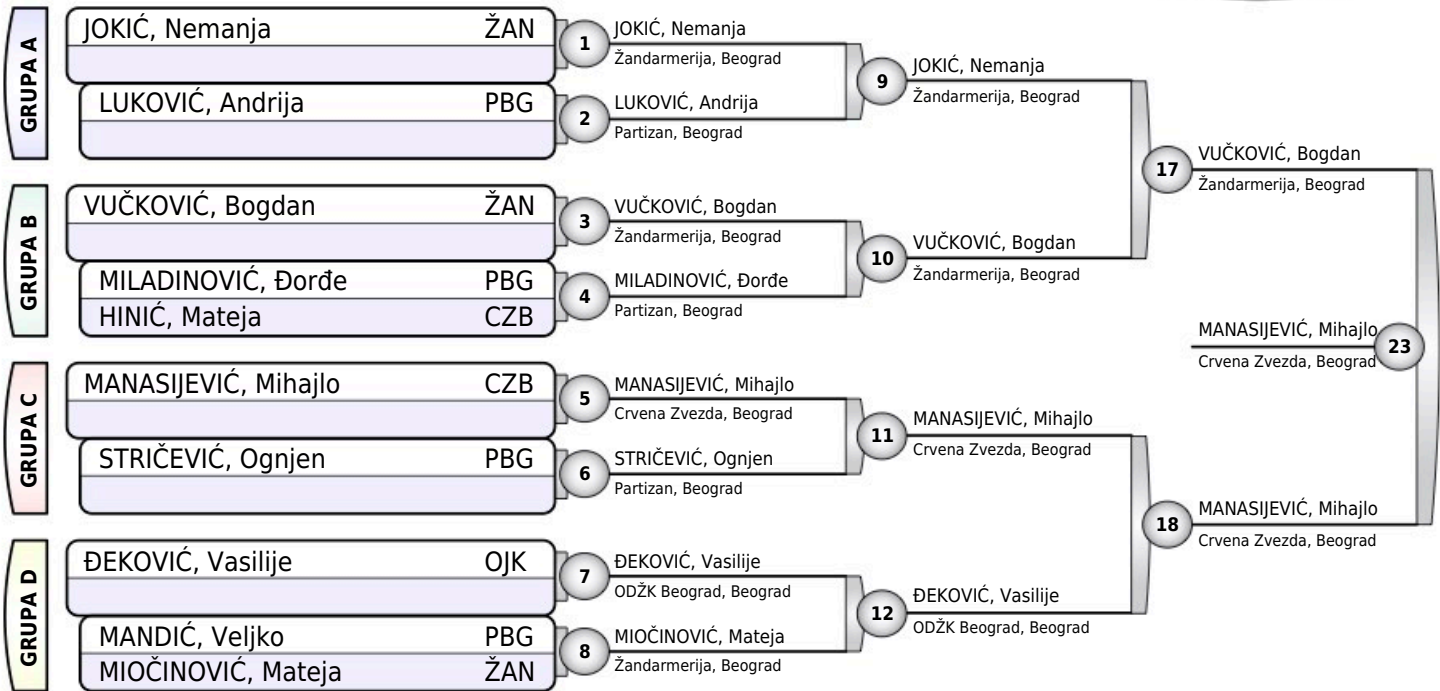 GRUPA A
JOKIĆ, Nemanja ŽAN
LUKOVIĆ, Andrija PBG
GRUPA B
VUČKOVIĆ, Bogdan ŽAN
MILADINOVIĆ, Đorđe PBG
HINIĆ, Mateja CZB
GRUPA C
MANASIJEVIĆ, Mihajlo CZB
STRIČEVIĆ, Ognjen PBG
GRUPA D
ĐEKOVIĆ, Vasilije OJK
MANDIĆ, Veljko PBG
MIOČINOVIĆ, Mateja ŽAN
1
JOKIĆ, Nemanja
Žandarmerija, Beograd
2
LUKOVIĆ, Andrija
Partizan, Beograd
3
VUČKOVIĆ, Bogdan
Žandarmerija, Beograd
4
MILADINOVIĆ, Đorđe
Partizan, Beograd
5
MANASIJEVIĆ, Mihajlo
Crvena Zvezda, Beograd
6
STRIČEVIĆ, Ognjen
Partizan, Beograd
7
ĐEKOVIĆ, Vasilije
ODŽK Beograd, Beograd
8
MIOČINOVIĆ, Mateja
Žandarmerija, Beograd
9
JOKIĆ, Nemanja
Žandarmerija, Beograd
10
VUČKOVIĆ, Bogdan
Žandarmerija, Beograd
11
MANASIJEVIĆ, Mihajlo
Crvena Zvezda, Beograd
12
ĐEKOVIĆ, Vasilije
ODŽK Beograd, Beograd
17
VUČKOVIĆ, Bogdan
Žandarmerija, Beograd
18
MANASIJEVIĆ, Mihajlo
Crvena Zvezda, Beograd
MANASIJEVIĆ, Mihajlo
Crvena Zvezda, Beograd
23